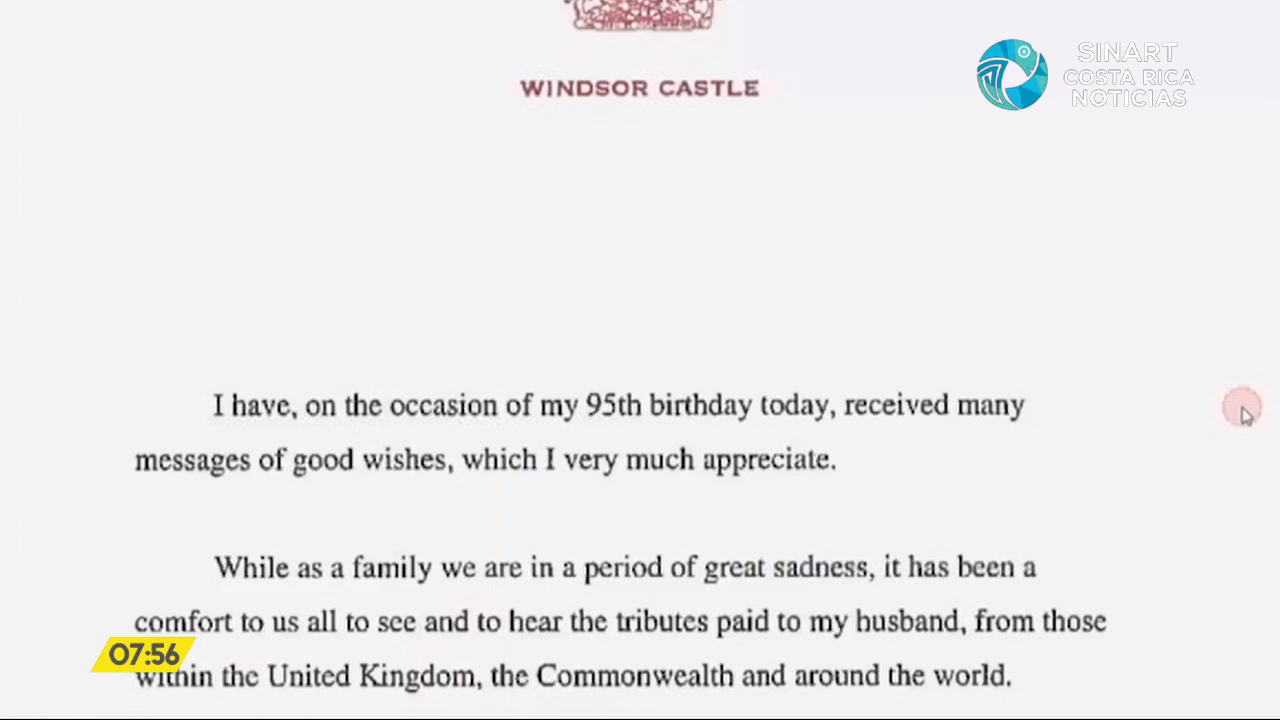 WINDSOR CASTLE
SINART
COSTA RICA
NOTICIAS
I have, on the occasion of my 95th birthday today, received many
messages of good wishes, which I very much appreciate.
While as a family we are in a period of great sadness, it has been a
comfort to us all to see and to hear the tributes paid to my husband, from those
within the United Kingdom, the Commonwealth and around the world.
07:56